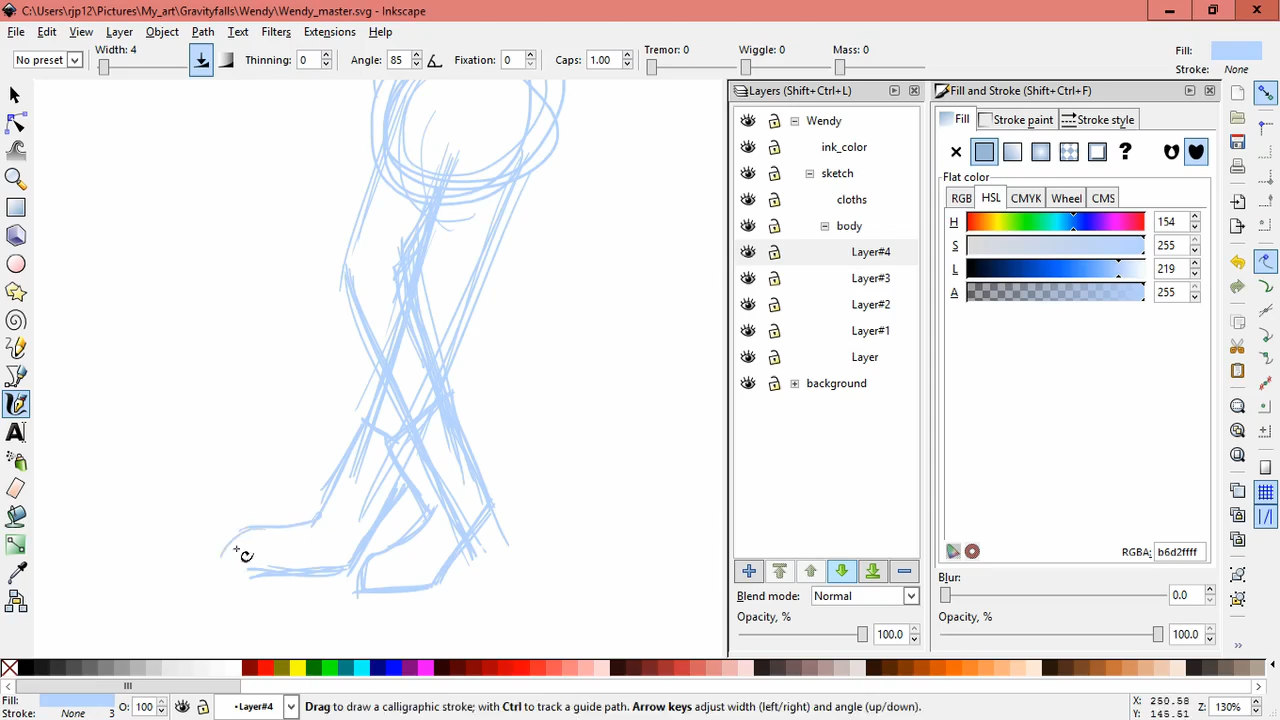 C:\Users\rjp12\Pictures\My_art\Gravityfalls\Wendy\Wendy_master.svg - Inkscape
File Edit View Layer Object Path Text Filters Extensions Help
No preset Width: 4 Thinning: 0 Angle: 85 Fixation: 0 Caps: 1.00 Tremor: 0 Wiggle: 0 Mass: 0 Fill:
Stroke: None
Layers (Shift+Ctrl+L)
Wendy
ink_color
sketch
cloths
body
Layer#4
Layer#3
Layer#2
Layer#1
Layer
background
Blend mode: Normal
Opacity, %
100.0
Fill and Stroke (Shift+Ctrl+F)
Fill Stroke paint Stroke style
?
Flat color
RGB HSL CMYK Wheel CMS
H 154
S 255
L 219
A 255
RGBA: b6d2ffff
Blur:
0.0
Opacity, %
100.0
Fill:
Stroke: None 3 O: 100 •Layer#4 Drag to draw a calligraphic stroke; with Ctrl to track a guide path. Arrow keys adjust width (left/right) and angle (up/down).
X: 250.58
Y: 145.51
Z: 130%